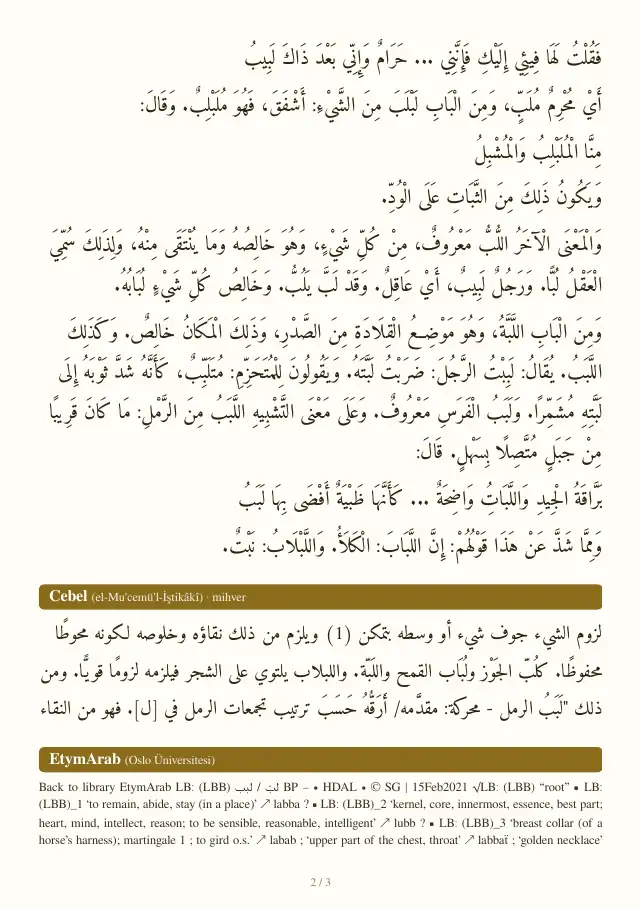 فَقُلْتُ لَهَا فِيئِي إِلَيْكِ فَإِنَّنِي ... حَرَامٌ وَإِنِّي بَعْدَ ذَاكَ لَبِيبُ
أَيْ مُحْرِمٌ مُلَبٍّ، وَمِنَ الْبَابِ لَبْلَبَ مِنَ الشَّيْءِ: أَشْفَقَ، فَهُوَ مُلَبْلِبٌ. وَقَالَ:
مِنَّا الْمُلَبْلِبُ وَالْمُشْبِلُ
وَيَكُونُ ذَلِكَ مِنَ الثَّبَاتِ عَلَى الْوُدِّ.
وَالْمَعْنَى الْآخَرُ اللُّبُّ مَعْرُوفٌ، مِنْ كُلِّ شَيْءٍ، وَهُوَ خَالِصُهُ وَمَا يُنْتَقَى مِنْهُ، وَلِذَلِكَ سُمِّيَ
الْعَقْلُ لُبًّا. وَرَجُلٌ لَبِيبٌ، أَيْ عَاقِلٌ. وَقَدْ لَبَّ يَلُبُّ. وَخَالِصُ كُلِّ شَيْءٍ لُبَابُهُ.
وَمِنَ الْبَابِ اللَّبَّةُ، وَهُوَ مَوْضِعُ الْقِلَادَةِ مِنَ الصَّدْرِ، وَذَلِكَ الْمَكَانُ خَالِصٌ. وَكَذَلِكَ
اللَّبَبُ. يُقَالُ: لَبِبْتُ الرَّجُلَ: ضَرَبْتُ لَبَّتَهُ. وَيَقُولُونَ لِلْمُتَحَزِّمِ: مُتَلَبِّبٌ، كَأَنَّهُ شَدَّ ثَوْبَهُ إِلَى
لَبَّتِهِ مُشَمِّرًا. وَلَبَبُ الْفَرَسِ مَعْرُوفٌ. وَعَلَى مَعْنَى التَّشْبِيهِ اللَّبَبُ مِنَ الرَّمْلِ: مَا كَانَ قَرِيبًا
مِنْ جَبَلٍ مُتَّصِلًا بِسَهْلٍ. قَالَ:
بَرَّاقَةُ الْجِيدِ وَاللَّبَاتُ وَاضِحَةٌ ... كَأَنَّهَا ظَبْيَةٌ أَفْضَى بِهَا لَبَبُ
وَمِمَّا شَذَّ عَنْ هَذَا قَوْلُهُمْ: إِنَّ اللَّبَابَ: الْكَلَأُ. وَاللَّبْلَابُ: نَبْتٌ.
Cebel (el-Mu'cemü'l-İştikâkî) · mihver
لزوم الشيء جوف شيء أو وسطه بتمكن (1) ويلزم من ذلك نقاؤه وخلوصه لكونه محوطًا
محفوظًا. كلُبّ الجَوْز ولُبَاب القمح واللَبّة. واللبلاب يلتوي على الشجر فيلزمه لزومًا قويًّا. ومن
ذلك "لَبَبُ الرمل - محركة: مقدَّمه/ أَرَقُّهُ حَسَبَ ترتيب تجمعات الرمل في [ل]. فهو من النقاء
EtymArab (Oslo Üniversitesi)
Back to library EtymArab LB: (LBB) لبّ / لبب BP – • HDAL • © SG | 15Feb2021 √LB: (LBB) “root” ▪ LB:
(LBB)_1 ‘to remain, abide, stay (in a place)’ ↗ labba ? ▪ LB: (LBB)_2 ‘kernel, core, innermost, essence, best part;
heart, mind, intellect, reason; to be sensible, reasonable, intelligent’ ↗ lubb ? ▪ LB: (LBB)_3 ‘breast collar (of a
horse’s harness); martingale 1 ; to gird o.s.’ ↗ labab ; ‘upper part of the chest, throat’ ↗ labbaẗ ; ‘golden necklace’
2 / 3